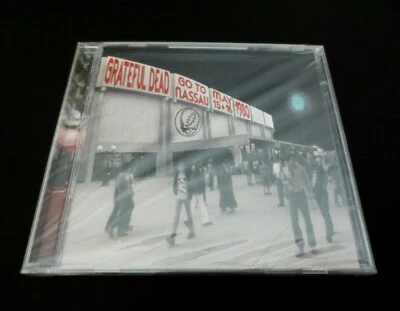 GRATEFUL DEAD
GO TO
NASSAU
MAY
15+16
1980